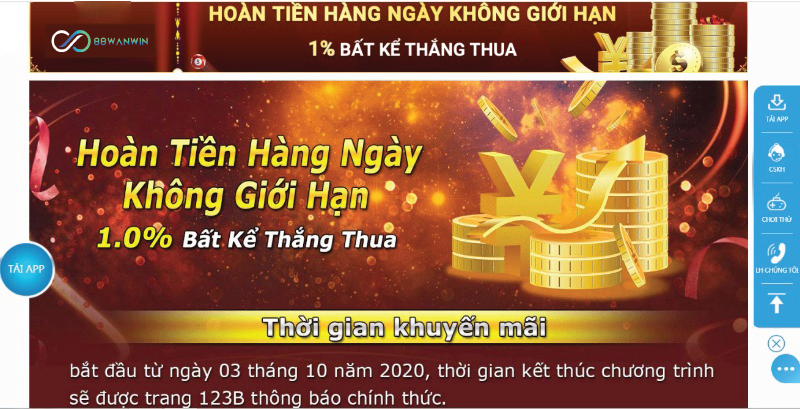 88WANWIN
HOÀN TIỀN HÀNG NGÀY KHÔNG GIỚI HẠN
1% BẤT KỂ THẮNG THUA
Hoàn Tiền Hàng Ngày
Không Giới Hạn
1.0% Bất Kể Thắng Thua
Thời gian khuyến mãi
bắt đầu từ ngày 03 tháng 10 năm 2020, thời gian kết thúc chương trình
sẽ được trang 123B thông báo chính thức.
TẢI APP
TẢI APP
CSKH
CHƠI THỬ
LH CHÚNG TÔI